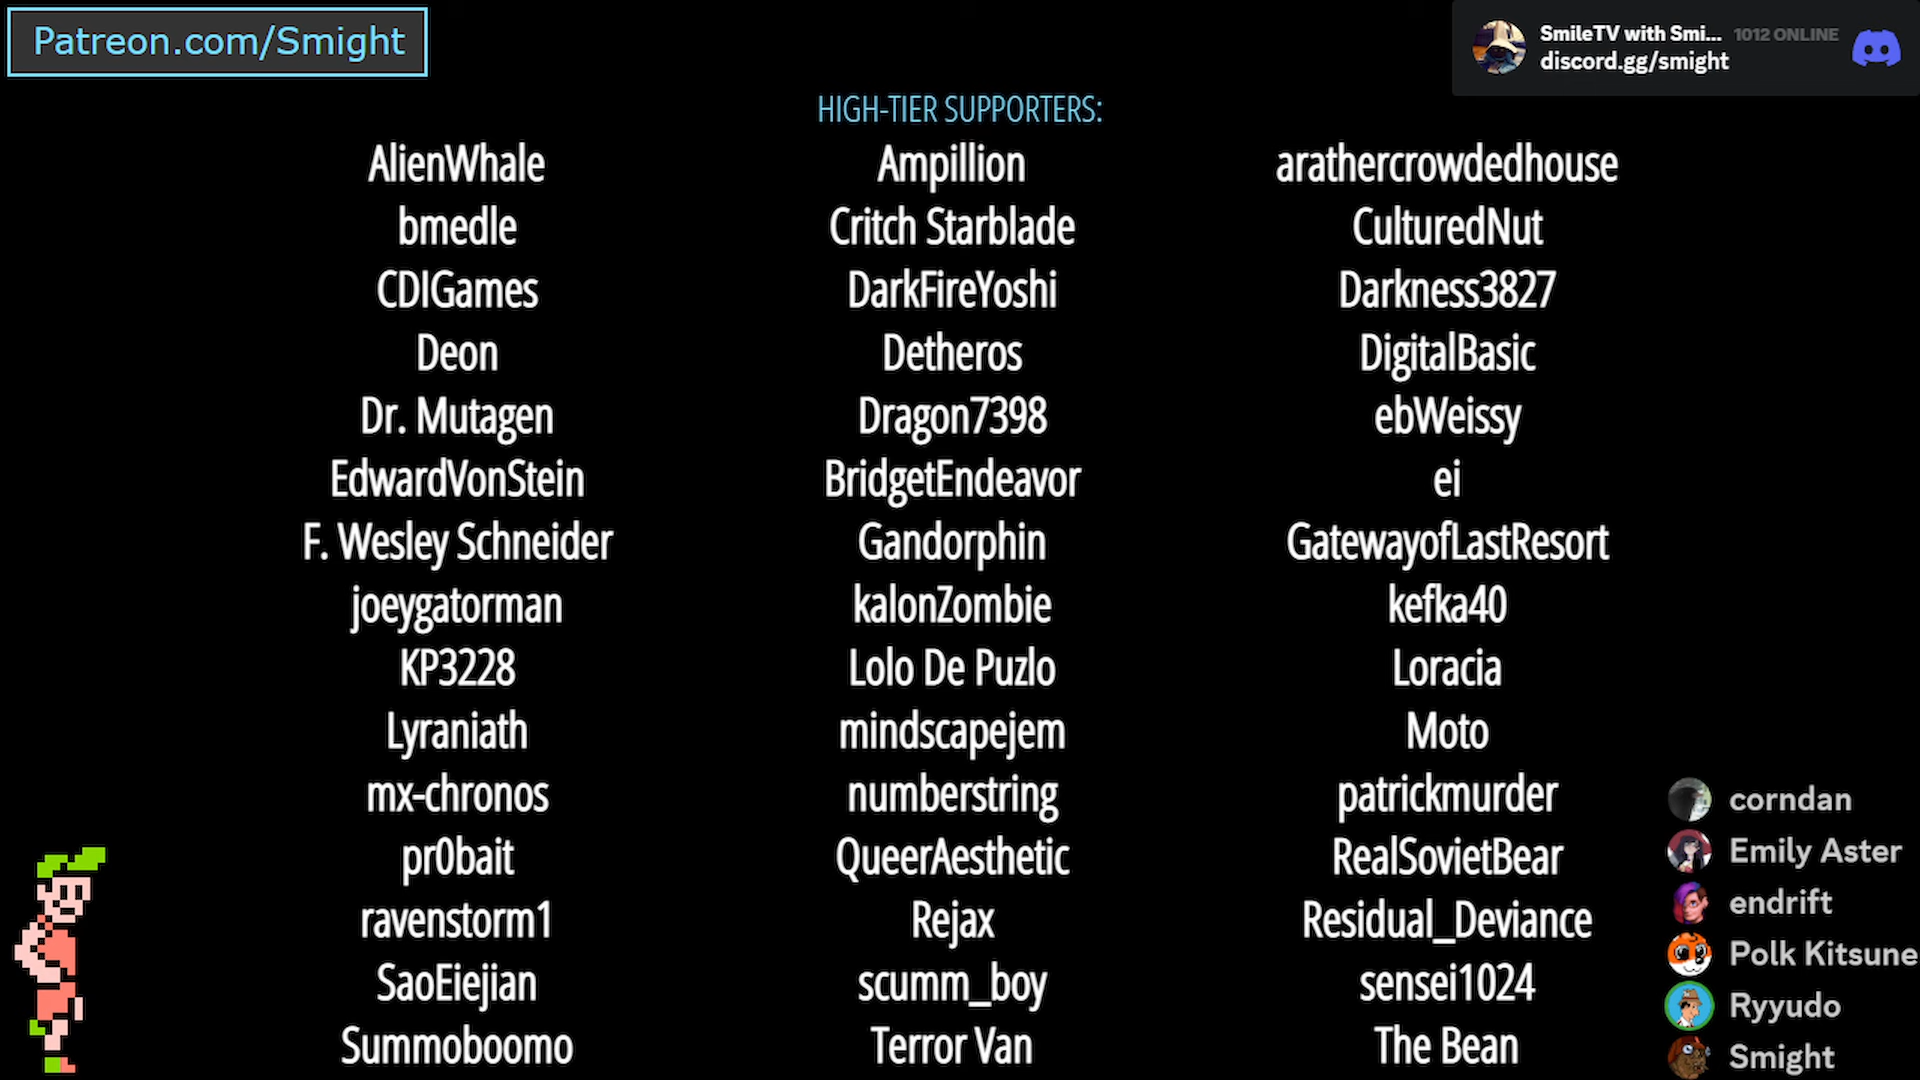 Patreon.com/Smight
SmileTV with Smi... 1012 ONLINE
discord.gg/smight
HIGH-TIER SUPPORTERS:
AlienWhale Ampillion arathercrowdedhouse
bmedle Critch Starblade CulturedNut
CDIGames DarkFireYoshi Darkness3827
Deon Detheros DigitalBasic
Dr. Mutagen Dragon7398 ebWeissy
EdwardVonStein BridgetEndeavor ei
F. Wesley Schneider Gandorphin GatewayofLastResort
joeygatorman kalonZombie kefka40
KP3228 Lolo De Puzlo Loracia
Lyraniath mindscapejem Moto
mx-chronos numberstring patrickmurder
pr0bait QueerAesthetic RealSovietBear
ravenstorm1 Rejax Residual_Deviance
SaoEiejian scumm_boy sensei1024
Summoboomo Terror Van The Bean
corndan
Emily Aster
endrift
Polk Kitsune
Ryyudo
Smight